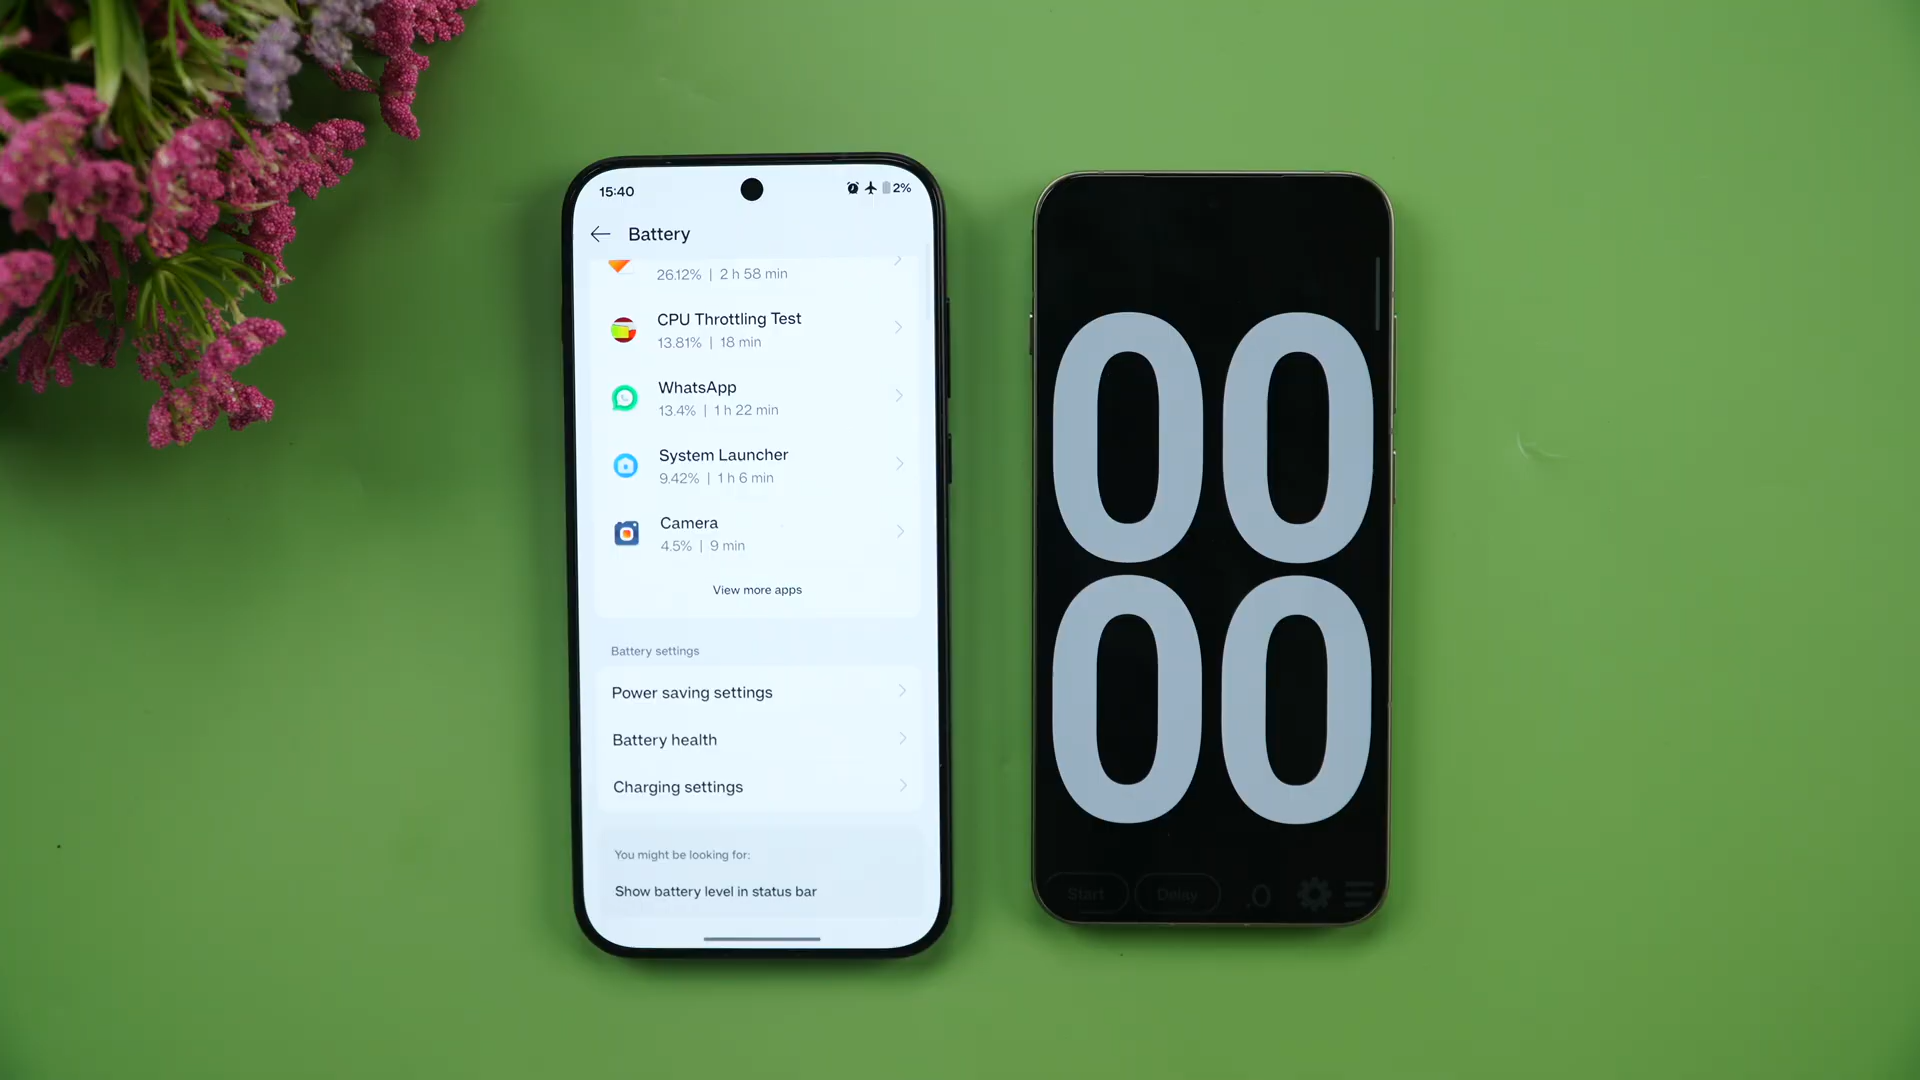 15:40
2%
Battery
26.12% | 2 h 58 min
CPU Throttling Test
13.81% | 18 min
WhatsApp
13.4% | 1 h 22 min
System Launcher
9.42% | 1 h 6 min
Camera
4.5% | 9 min
View more apps
Battery settings
Power saving settings
Battery health
Charging settings
You might be looking for:
Show battery level in status bar
00
00
Start
Delay
.0